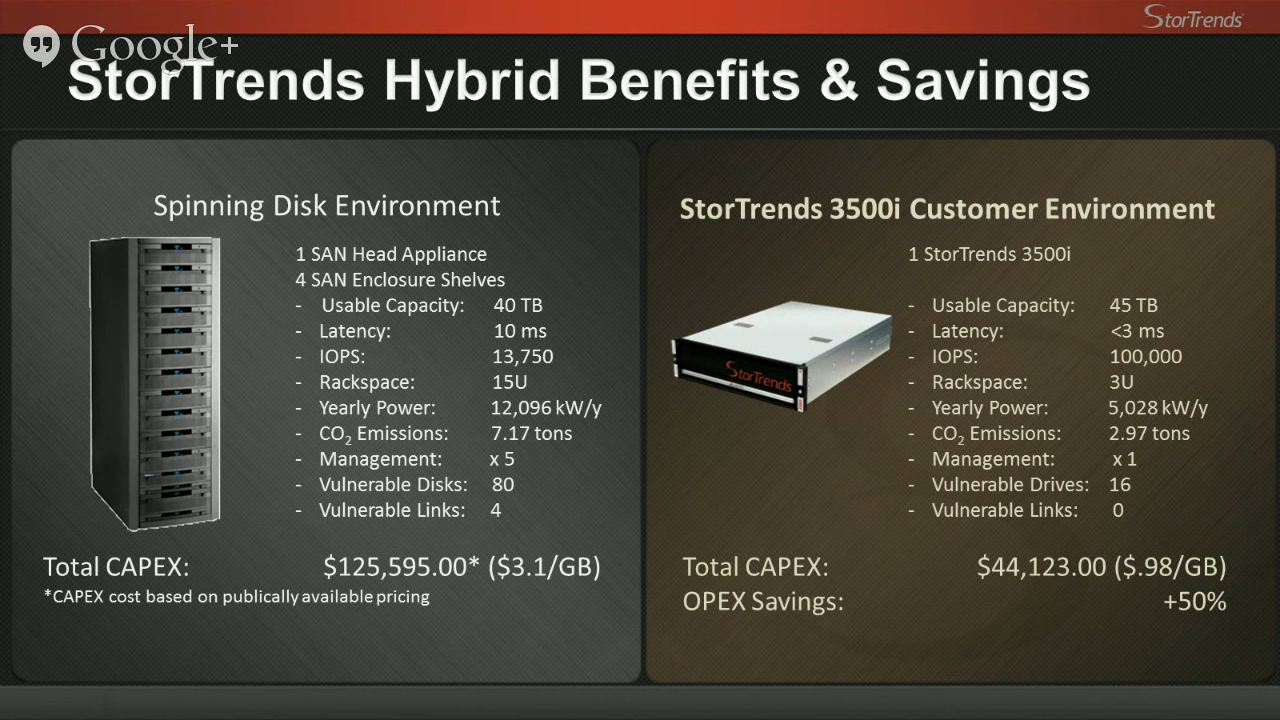 StorTrends
Google+
StorTrends Hybrid Benefits & Savings
Spinning Disk Environment
1 SAN Head Appliance
4 SAN Enclosure Shelves
- Usable Capacity: 40 TB
- Latency: 10 ms
- IOPS: 13,750
- Rackspace: 15U
- Yearly Power: 12,096 kW/y
- CO2 Emissions: 7.17 tons
- Management: x 5
- Vulnerable Disks: 80
- Vulnerable Links: 4
Total CAPEX: $125,595.00* ($3.1/GB)
*CAPEX cost based on publically available pricing
StorTrends 3500i Customer Environment
1 StorTrends 3500i
- Usable Capacity: 45 TB
- Latency: <3 ms
- IOPS: 100,000
- Rackspace: 3U
- Yearly Power: 5,028 kW/y
- CO2 Emissions: 2.97 tons
- Management: x 1
- Vulnerable Drives: 16
- Vulnerable Links: 0
StorTrends
Total CAPEX: $44,123.00 ($.98/GB)
OPEX Savings: +50%